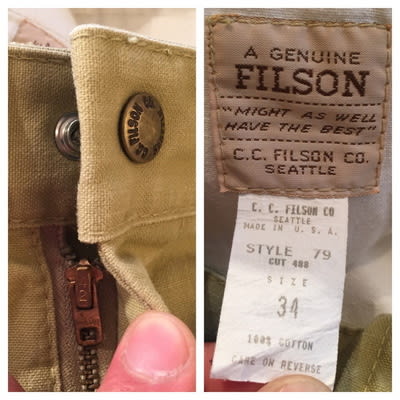 A GENUINE
FILSON
"MIGHT AS WELL
HAVE THE BEST"
C.C. FILSON CO.
SEATTLE
C. C. FILSON CO
SEATTLE
MADE IN U.S.A.
STYLE 79
CUT 488
SIZE
34
100% COTTON
CARE ON REVERSE